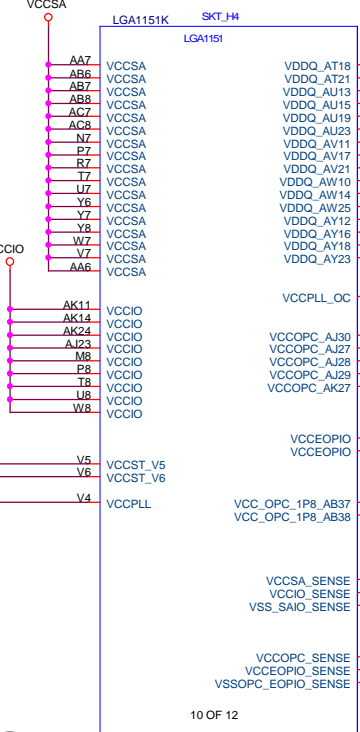 VCCSA
LGA1151K SKT_H4
LGA1151
AA7 VCCSA VDDQ_AT18
AB6 VCCSA VDDQ_AT21
AB7 VCCSA VDDQ_AU13
AB8 VCCSA VDDQ_AU15
AC7 VCCSA VDDQ_AU19
AC8 VCCSA VDDQ_AU23
N7 VCCSA VDDQ_AV11
P7 VCCSA VDDQ_AV17
R7 VCCSA VDDQ_AV21
T7 VCCSA VDDQ_AW10
U7 VCCSA VDDQ_AW14
Y6 VCCSA VDDQ_AW25
Y7 VCCSA VDDQ_AY12
Y8 VCCSA VDDQ_AY16
W7 VCCSA VDDQ_AY18
V7 VCCSA VDDQ_AY23
AA6 VCCSA
CCIO
VCCPLL_OC
AK11 VCCIO
AK14 VCCIO
AK24 VCCIO VCCOPC_AJ30
AJ23 VCCIO VCCOPC_AJ27
M8 VCCIO VCCOPC_AJ28
P8 VCCIO VCCOPC_AJ29
T8 VCCIO VCCOPC_AK27
U8 VCCIO
W8 VCCIO
VCCEOPIO
VCCEOPIO
V5 VCCST_V5
V6 VCCST_V6
V4 VCCPLL VCC_OPC_1P8_AB37
VCC_OPC_1P8_AB38
VCCSA_SENSE
VCCIO_SENSE
VSS_SAIO_SENSE
VCCOPC_SENSE
VCCEOPIO_SENSE
VSSOPC_EOPIO_SENSE
10 OF 12